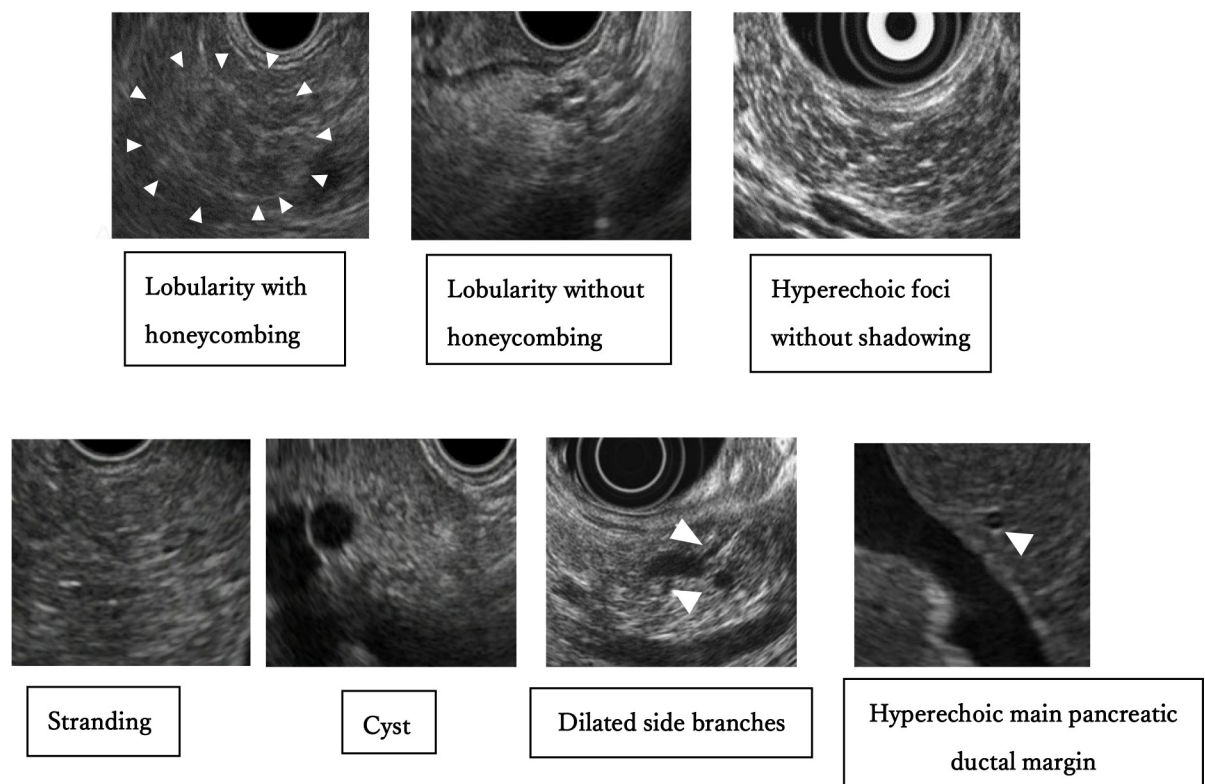 Lobularity with
honeycombing
Lobularity without
honeycombing
Hyperechoic foci
without shadowing
Stranding
Cyst
Dilated side branches
Hyperechoic main pancreatic
ductal margin